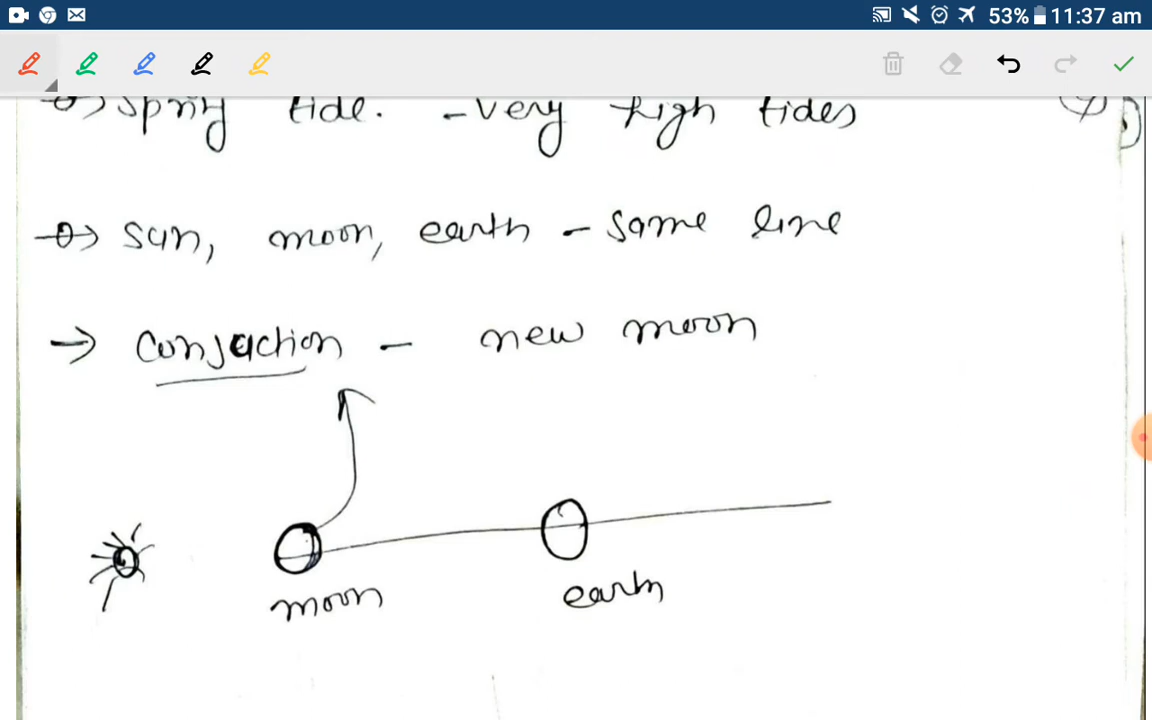 53% 11:37 am
→ spring tide. - very high tides
→ sun, moon, earth - same line
→ Conjuction - new moon
moon
earth